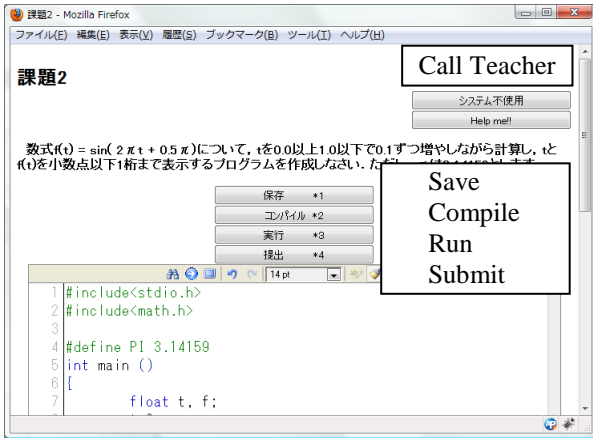 課題2 - Mozilla Firefox
ファイル(F) 編集(E) 表示(V) 履歴(S) ブックマーク(B) ツール(T) ヘルプ(H)
Call Teacher
課題2
システム不使用
Help me!!
数式f(t) = sin( 2 π t + 0.5 π )について, tを0.0以上1.0以下で0.1ずつ増やしながら計算し, tと
f(t)を小数点以下1桁まで表示するプログラムを作成しなさい.
保存 *1
コンパイル *2
実行 *3
提出 *4
Save
Compile
Run
Submit
14 pt
1 #include<stdio.h>
2 #include<math.h>
3
4 #define PI 3.14159
5 int main ()
6 {
7 float t, f;